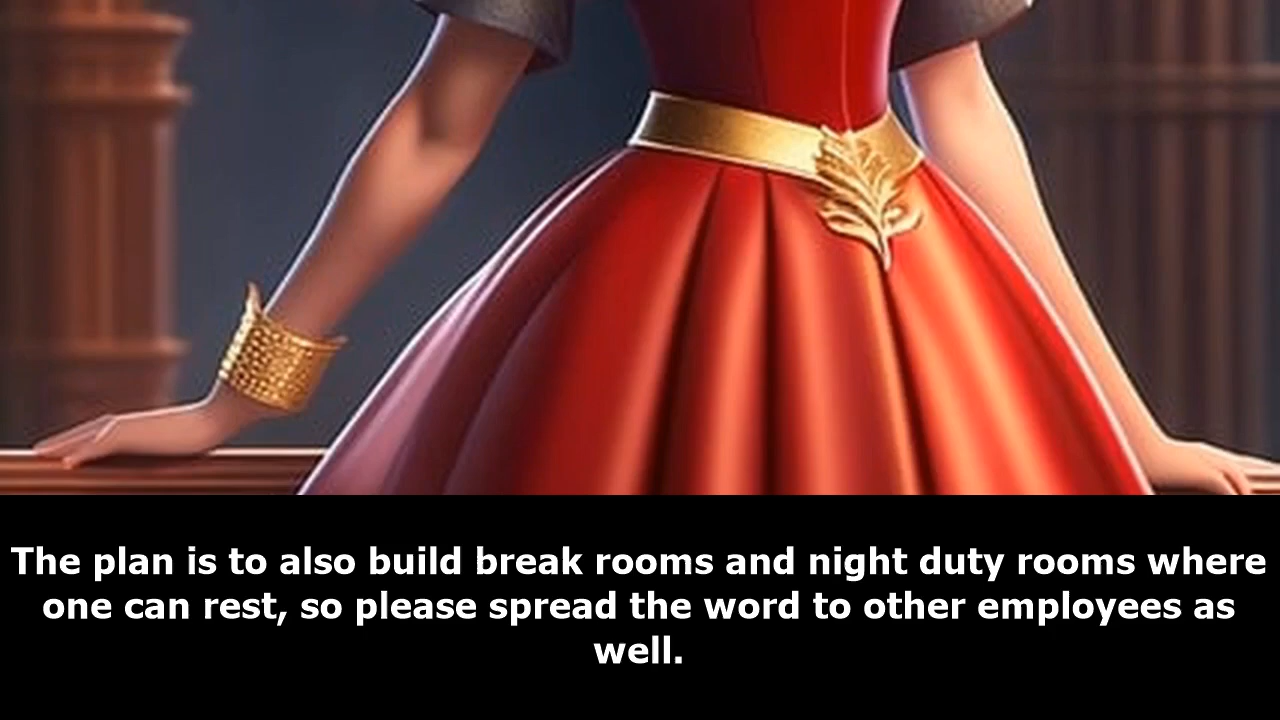 The plan is to also build break rooms and night duty rooms where
one can rest, so please spread the word to other employees as
well.